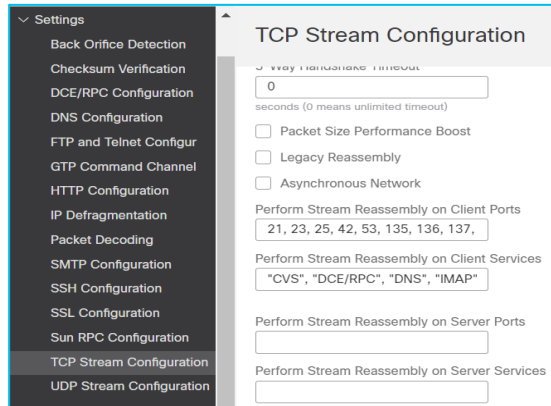 Settings
Back Orifice Detection
Checksum Verification
DCE/RPC Configuration
DNS Configuration
FTP and Telnet Configur
GTP Command Channel
HTTP Configuration
IP Defragmentation
Packet Decoding
SMTP Configuration
SSH Configuration
SSL Configuration
Sun RPC Configuration
TCP Stream Configuration
UDP Stream Configuration
TCP Stream Configuration
3-Way Handshake Timeout
0
seconds (0 means unlimited timeout)
Packet Size Performance Boost
Legacy Reassembly
Asynchronous Network
Perform Stream Reassembly on Client Ports
21, 23, 25, 42, 53, 135, 136, 137,
Perform Stream Reassembly on Client Services
"CVS", "DCE/RPC", "DNS", "IMAP"
Perform Stream Reassembly on Server Ports
Perform Stream Reassembly on Server Services